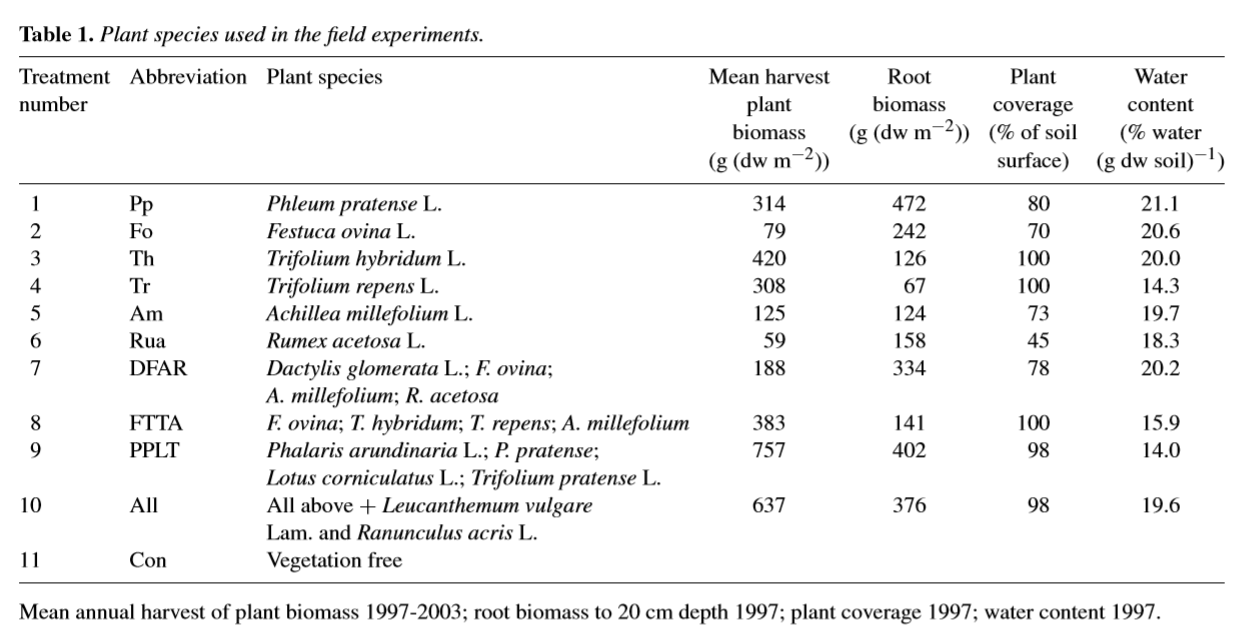 Table 1. Plant species used in the field experiments.
Treatment Abbreviation Plant species Mean harvest Root Plant Water
number plant biomass coverage content
biomass (g (dw m−2)) (% of soil (% water
(g (dw m−2)) surface) (g dw soil)−1)
1 Pp Phleum pratense L. 314 472 80 21.1
2 Fo Festuca ovina L. 79 242 70 20.6
3 Th Trifolium hybridum L. 420 126 100 20.0
4 Tr Trifolium repens L. 308 67 100 14.3
5 Am Achillea millefolium L. 125 124 73 19.7
6 Rua Rumex acetosa L. 59 158 45 18.3
7 DFAR Dactylis glomerata L.; F. ovina; 188 334 78 20.2
A. millefolium; R. acetosa
8 FTTA F. ovina; T. hybridum; T. repens; A. millefolium 383 141 100 15.9
9 PPLT Phalaris arundinaria L.; P. pratense; 757 402 98 14.0
Lotus corniculatus L.; Trifolium pratense L.
10 All All above + Leucanthemum vulgare 637 376 98 19.6
Lam. and Ranunculus acris L.
11 Con Vegetation free
Mean annual harvest of plant biomass 1997-2003; root biomass to 20 cm depth 1997; plant coverage 1997; water content 1997.